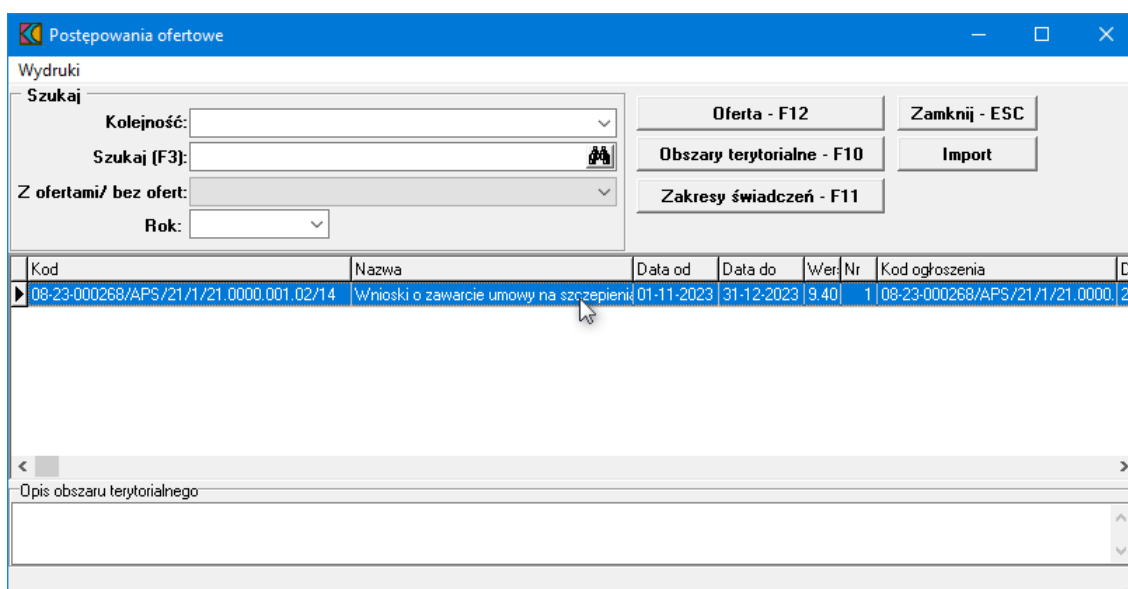 Postępowania ofertowe
Wydruki
Szukaj
Kolejność:
Szukaj (F3):
Z ofertami/ bez ofert:
Rok:
Oferta - F12
Zamknij - ESC
Obszary terytorialne - F10
Import
Zakresy świadczeń - F11
Kod Nazwa Data od Data do Wer: Nr Kod ogłoszenia
08-23-000268/APS/21/1/21.0000.001.02/14 Wnioski o zawarcie umowy na szczepieni 01-11-2023 31-12-2023 9.40 1 08-23-000268/APS/21/1/21.0000. 2
Opis obszaru terytorialnego